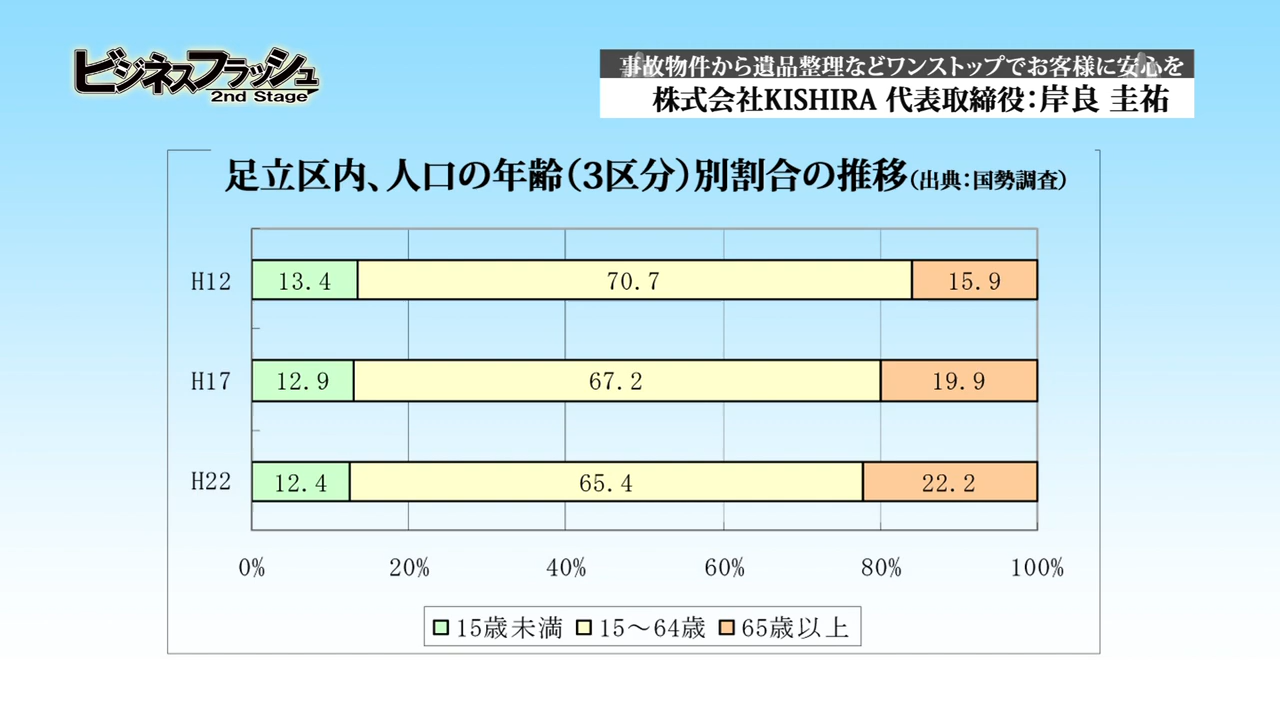 ビジネスフラッシュ
2nd Stage
事故物件から遺品整理などワンストップでお客様に安心を
株式会社KISHIRA 代表取締役：岸良 圭祐
足立区内、人口の年齢（3区分）別割合の推移（出典：国勢調査）
H12 13.4 70.7 15.9
H17 12.9 67.2 19.9
H22 12.4 65.4 22.2
0% 20% 40% 60% 80% 100%
15歳未満 15～64歳 65歳以上